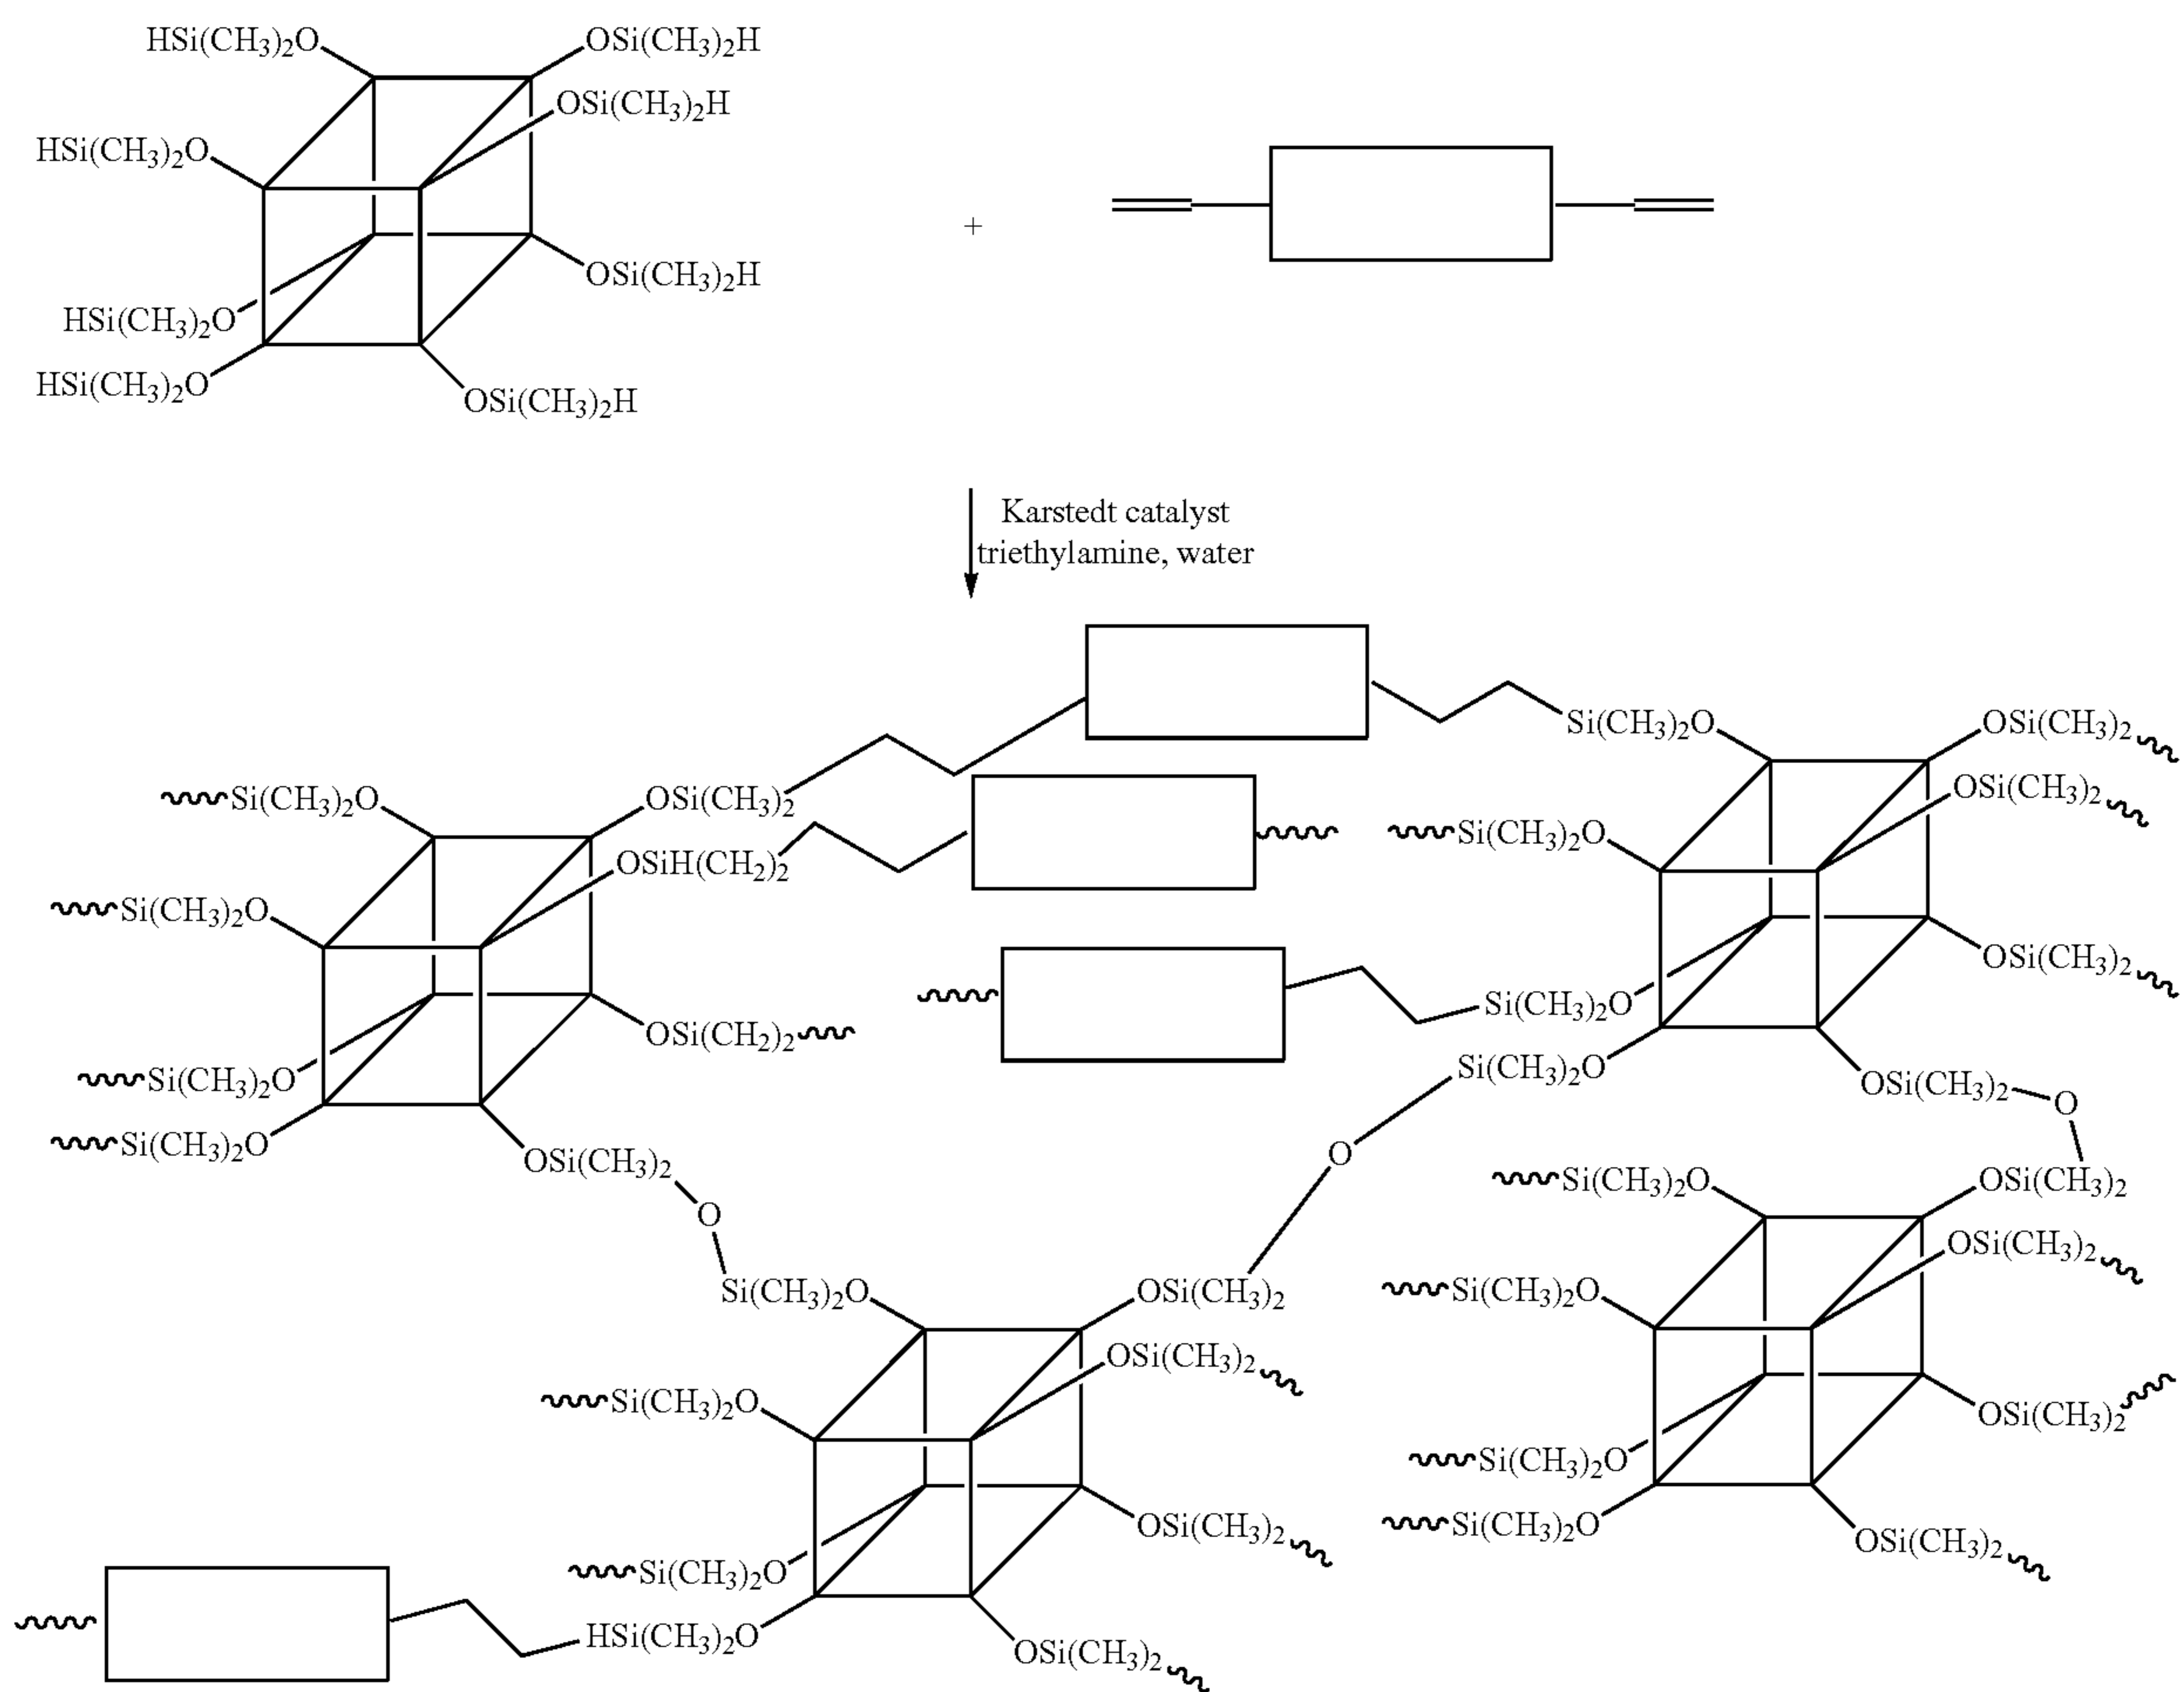 HSi(CH₃)₂O
OSi(CH₃)₂H
OSi(CH₃)₂H
HSi(CH₃)₂O
+
OSi(CH₃)₂H
HSi(CH₃)₂O
HSi(CH₃)₂O
OSi(CH₃)₂H
Karstedt catalyst
triethylamine, water
Si(CH₃)₂O
OSi(CH₃)₂
OSi(CH₃)₂
Si(CH₃)₂O
OSi(CH₃)₂
Si(CH₃)₂O
OSiH(CH₂)₂
Si(CH₃)₂O
OSi(CH₃)₂
Si(CH₃)₂O
Si(CH₃)₂O
OSi(CH₂)₂
Si(CH₃)₂O
Si(CH₃)₂O
OSi(CH₃)₂
O
Si(CH₃)₂O
OSi(CH₃)₂
O
Si(CH₃)₂O
OSi(CH₃)₂
O
OSi(CH₃)₂
Si(CH₃)₂O
OSi(CH₃)₂
Si(CH₃)₂O
OSi(CH₃)₂
Si(CH₃)₂O
OSi(CH₃)₂
Si(CH₃)₂O
Si(CH₃)₂O
OSi(CH₃)₂
Si(CH₃)₂O
OSi(CH₃)₂
Si(CH₃)₂O
HSi(CH₃)₂O
OSi(CH₃)₂